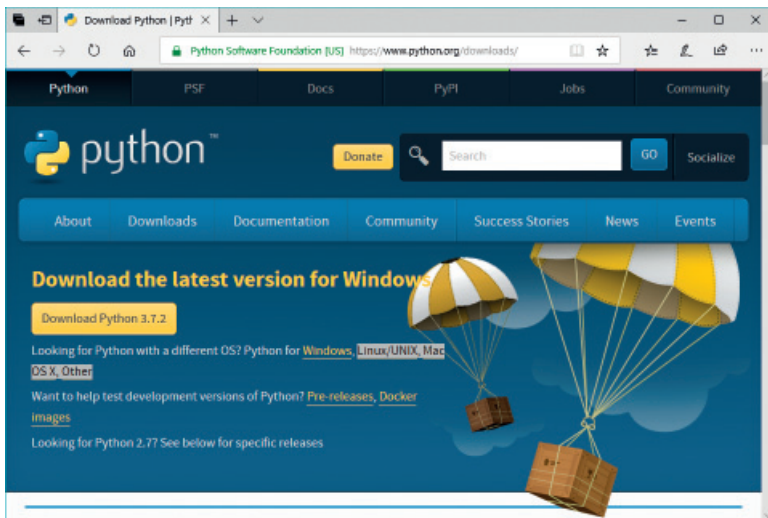 Download Python | Pyth
Python Software Foundation [US] https://www.python.org/downloads/
Python PSF Docs PyPI Jobs Community
python™
Donate Search GO Socialize
About Downloads Documentation Community Success Stories News Events
Download the latest version for Windows
Download Python 3.7.2
Looking for Python with a different OS? Python for Windows, Linux/UNIX, Mac
OS X, Other
Want to help test development versions of Python? Pre-releases, Docker
images
Looking for Python 2.7? See below for specific releases